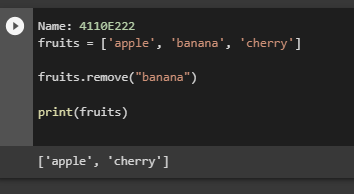 Name: 4110E222
fruits = ['apple', 'banana', 'cherry']
fruits.remove("banana")
print(fruits)
['apple', 'cherry']